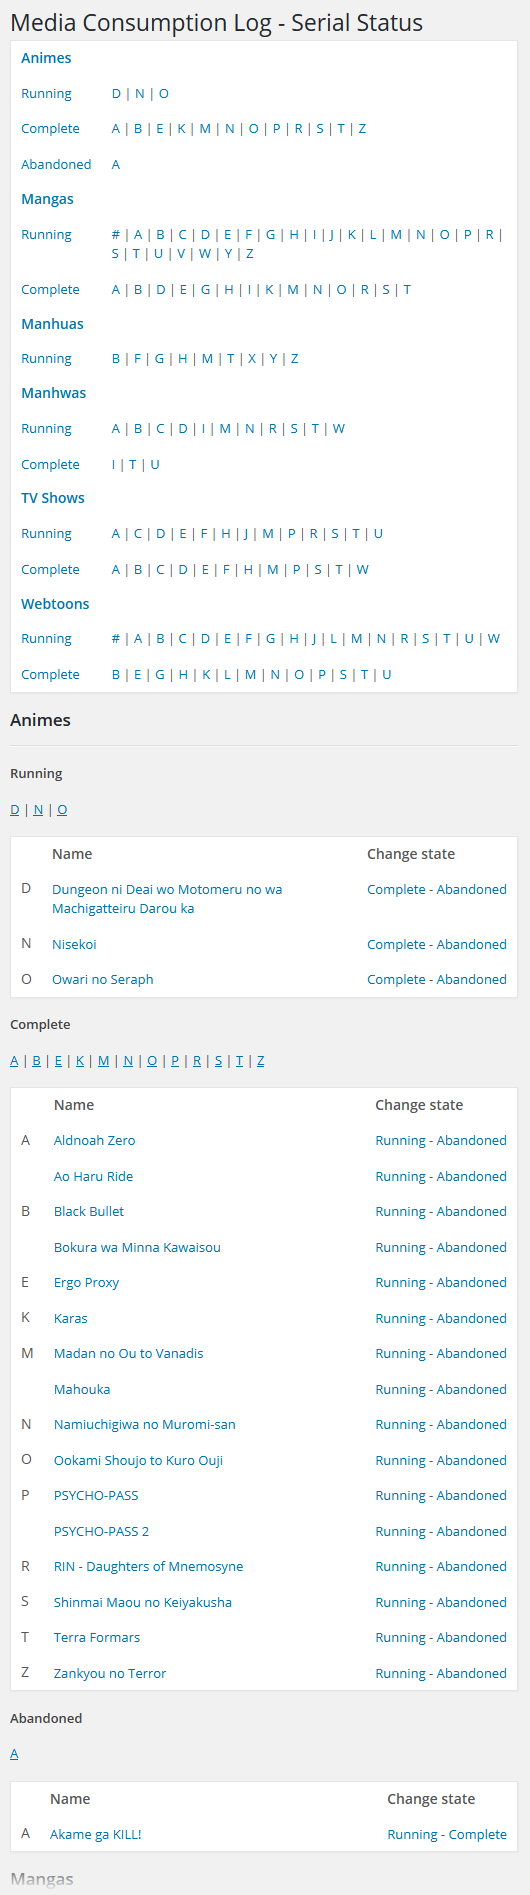 Media Consumption Log - Serial Status
Animes
Running D | N | O
Complete A | B | E | K | M | N | O | P | R | S | T | Z
Abandoned A
Mangas
Running # | A | B | C | D | E | F | G | H | I | J | K | L | M | N | O | P | R |
S | T | U | V | W | Y | Z
Complete A | B | D | E | G | H | I | K | M | N | O | R | S | T
Manhuas
Running B | F | G | H | M | T | X | Y | Z
Manhwas
Running A | B | C | D | I | M | N | R | S | T | W
Complete I | T | U
TV Shows
Running A | C | D | E | F | H | J | M | P | R | S | T | U
Complete A | B | C | D | E | F | H | M | P | S | T | W
Webtoons
Running # | A | B | C | D | E | F | G | H | J | L | M | N | R | S | T | U | W
Complete B | E | G | H | K | L | M | N | O | P | S | T | U
Animes
Running
D | N | O
Name Change state
D Dungeon ni Deai wo Motomeru no wa Complete - Abandoned
Machigatteiru Darou ka
N Nisekoi Complete - Abandoned
O Owari no Seraph Complete - Abandoned
Complete
A | B | E | K | M | N | O | P | R | S | T | Z
Name Change state
A Aldnoah Zero Running - Abandoned
Ao Haru Ride Running - Abandoned
B Black Bullet Running - Abandoned
Bokura wa Minna Kawaisou Running - Abandoned
E Ergo Proxy Running - Abandoned
K Karas Running - Abandoned
M Madan no Ou to Vanadis Running - Abandoned
Mahouka Running - Abandoned
N Namiuchigiwa no Muromi-san Running - Abandoned
O Ookami Shoujo to Kuro Ouji Running - Abandoned
P PSYCHO-PASS Running - Abandoned
PSYCHO-PASS 2 Running - Abandoned
R RIN - Daughters of Mnemosyne Running - Abandoned
S Shinmai Maou no Keiyakusha Running - Abandoned
T Terra Formars Running - Abandoned
Z Zankyou no Terror Running - Abandoned
Abandoned
A
Name Change state
A Akame ga KILL! Running - Complete
Mangas